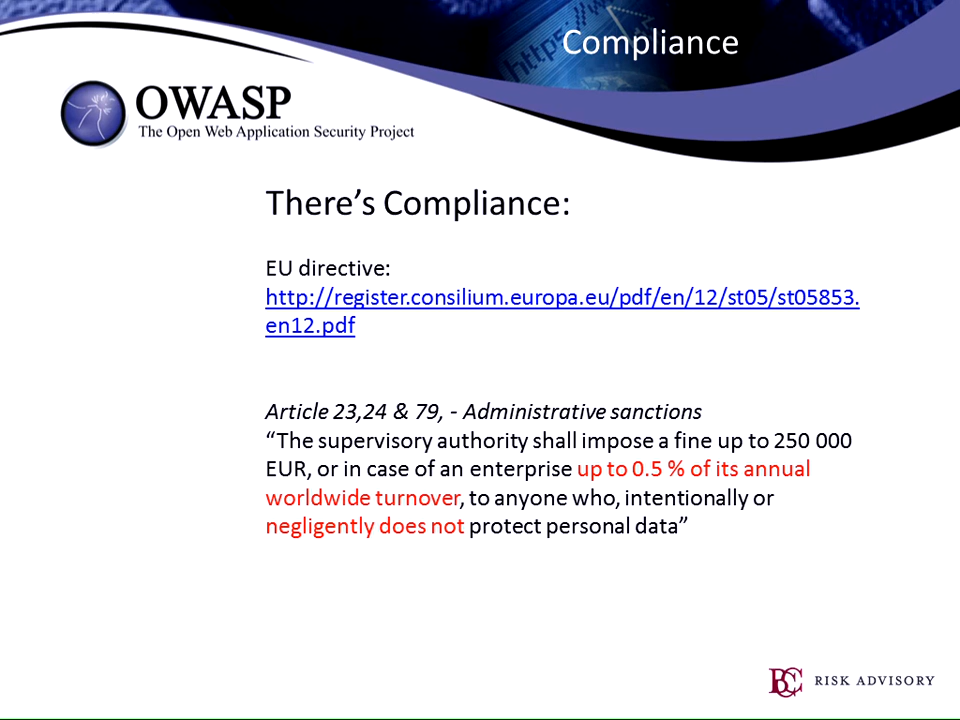 https://w
Compliance
OWASP
The Open Web Application Security Project
There’s Compliance:
EU directive:
http://register.consilium.europa.eu/pdf/en/12/st05/st05853.
en12.pdf
Article 23,24 & 79, - Administrative sanctions
“The supervisory authority shall impose a fine up to 250 000
EUR, or in case of an enterprise up to 0.5 % of its annual
worldwide turnover, to anyone who, intentionally or
negligently does not protect personal data”
BCC RISK ADVISORY